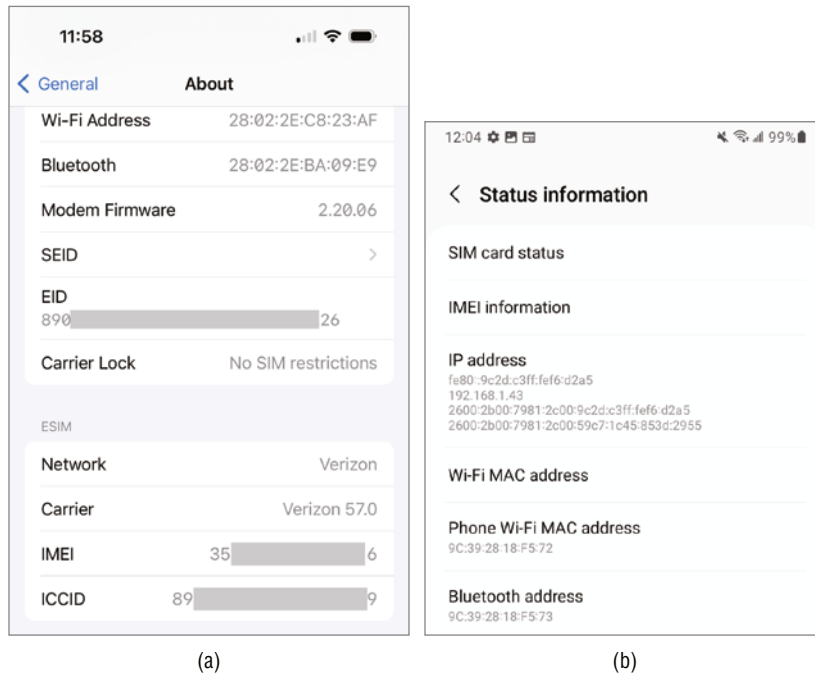 11:58
General About
Wi-Fi Address 28:02:2E:C8:23:AF
Bluetooth 28:02:2E:BA:09:E9
Modem Firmware 2.20.06
SEID
EID
890 26
Carrier Lock No SIM restrictions
ESIM
Network Verizon
Carrier Verizon 57.0
IMEI 35 6
ICCID 89 9
(a)
12:04 99%
Status information
SIM card status
IMEI information
IP address
fe80::9c2d:c3ff:fef6:d2a5
192.168.1.43
2600:2b00:7981:2c00:9c2d:c3ff:fef6:d2a5
2600:2b00:7981:2c00:59c7:1c45:853d:2955
Wi-Fi MAC address
Phone Wi-Fi MAC address
9C:39:28:18:F5:72
Bluetooth address
9C:39:28:18:F5:73
(b)